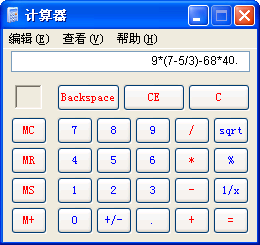 计算器
编辑(E) 查看(V) 帮助(H)
9*(7-5/3)-68*40.
Backspace CE C
MC 7 8 9 / sqrt
MR 4 5 6 * %
MS 1 2 3 - 1/x
M+ 0 +/- . + =